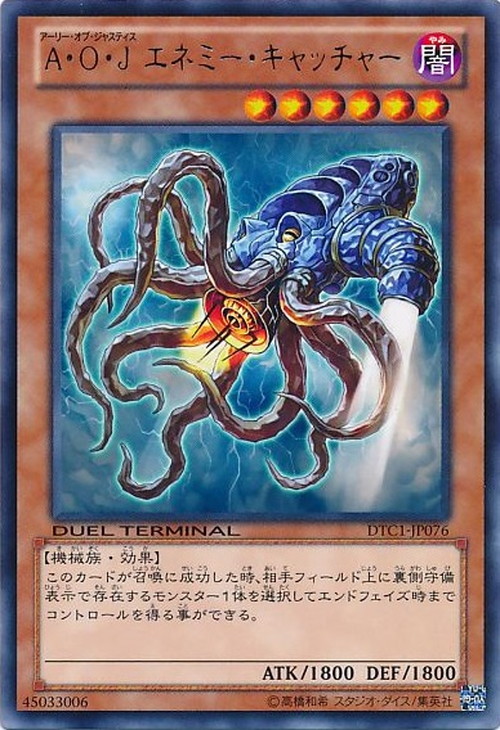 アーリー・オブ・ジャスティス
A・O・J エネミー・キャッチャー
闇
DUEL TERMINAL DTC1-JP076
【機械族・効果】
このカードが召喚に成功した時、相手フィールド上に裏側守備
表示で存在するモンスター1体を選択してエンドフェイズ時まで
コントロールを得る事ができる。
ATK/1800 DEF/1800
45033006 ©高橋和希 スタジオ・ダイス/集英社